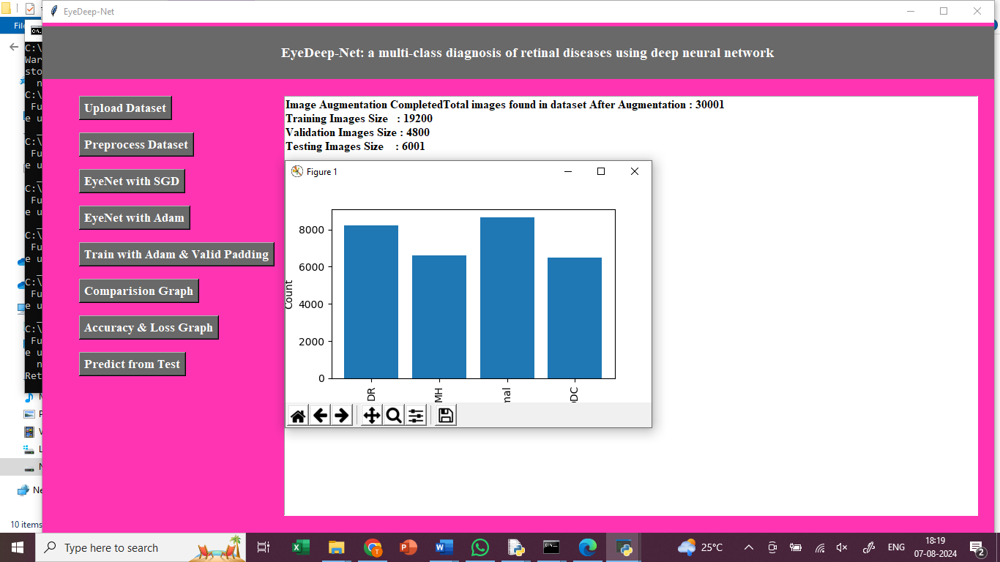 EyeDeep-Net
File
EyeDeep-Net: a multi-class diagnosis of retinal diseases using deep neural network
Upload Dataset
Preprocess Dataset
EyeNet with SGD
EyeNet with Adam
Train with Adam & Valid Padding
Comparision Graph
Accuracy & Loss Graph
Predict from Test
Image Augmentation CompletedTotal images found in dataset After Augmentation : 30001
Training Images Size : 19200
Validation Images Size : 4800
Testing Images Size : 6001
Figure 1
8000
6000
4000
2000
0
Count
DR
MH
mal
ODC
C:\
War
sto
n
C:\
Fu
e u
C:\
Fu
e u
C:\
Fu
e u
C:\
Fu
e u
C:\
Fu
e u
C:\
Fu
e u
n
Ret
Ne
10 items
Type here to search
25°C
ENG
18:19
07-08-2024
2